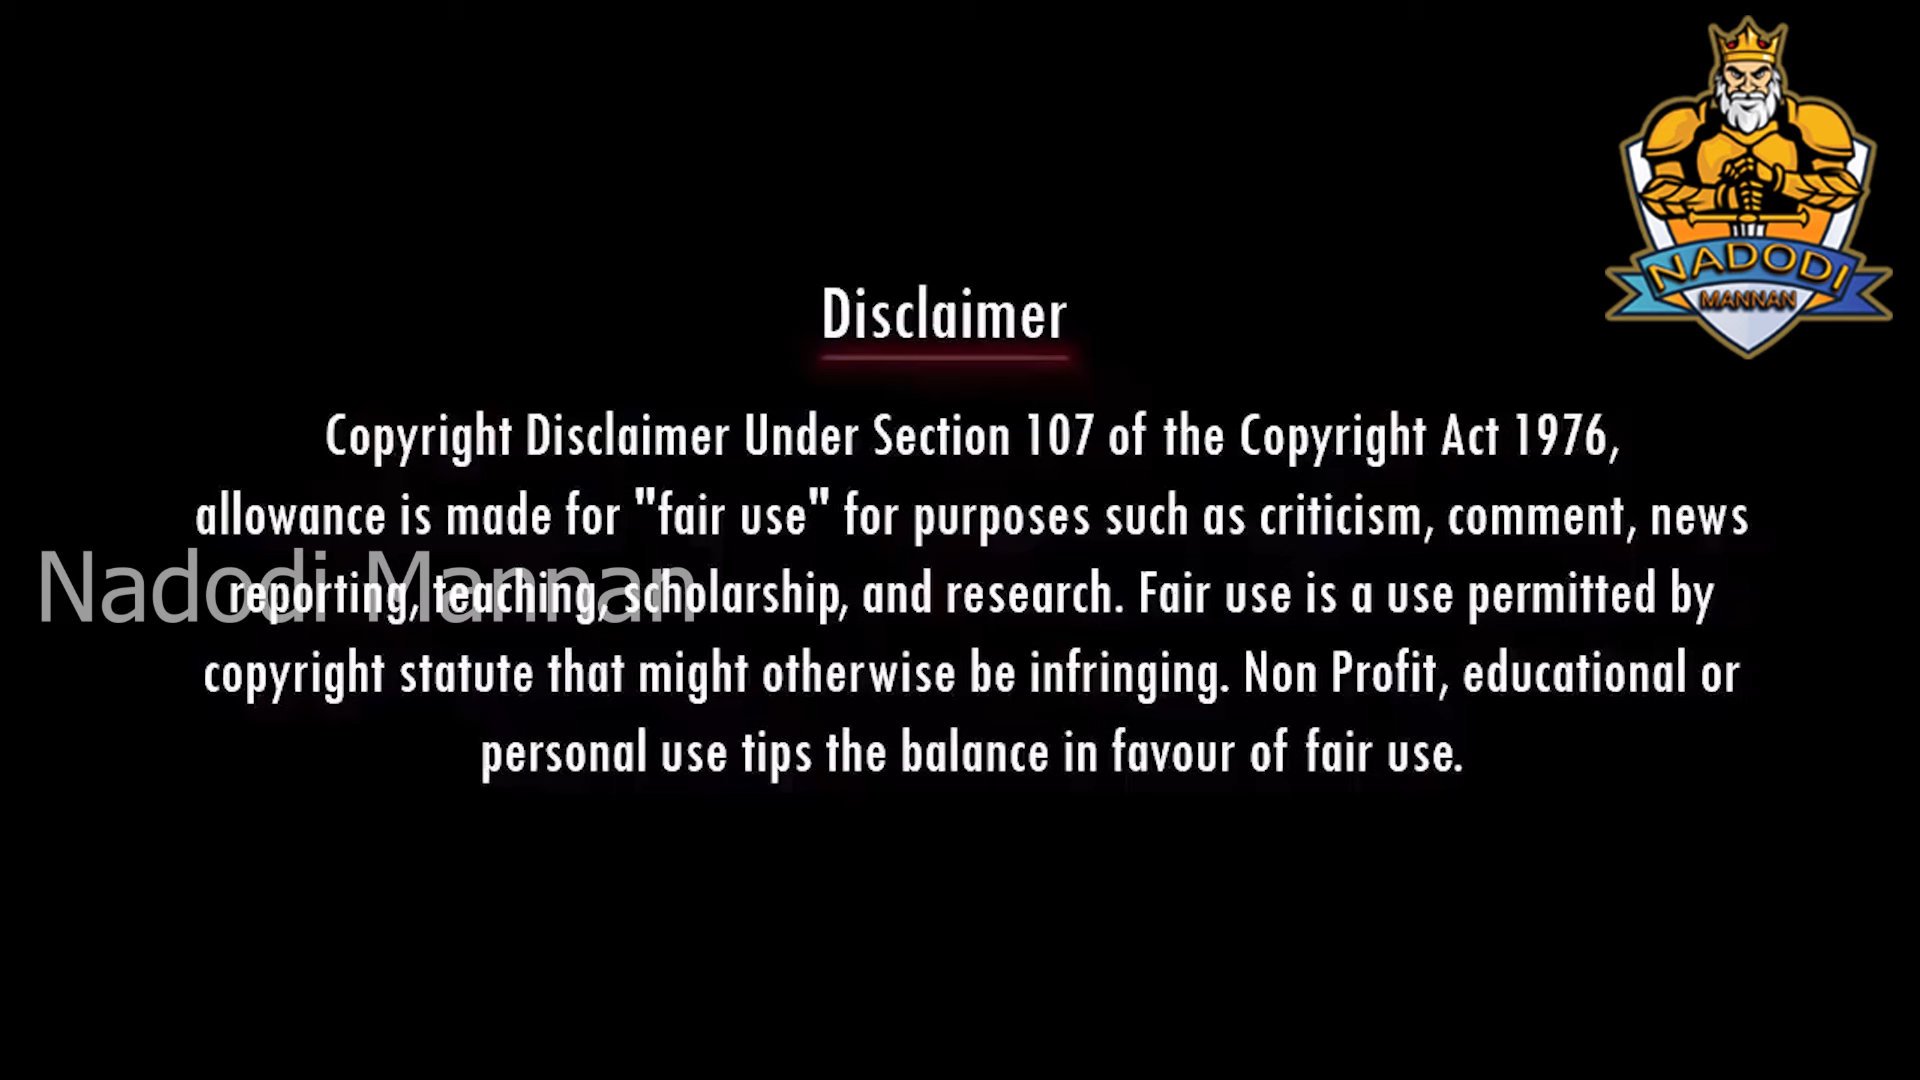 NADODI
MANNAN
Disclaimer
Copyright Disclaimer Under Section 107 of the Copyright Act 1976,
allowance is made for "fair use" for purposes such as criticism, comment, news
reporting, teaching, scholarship, and research. Fair use is a use permitted by
Nadodi Mannan
copyright statute that might otherwise be infringing. Non Profit, educational or
personal use tips the balance in favour of fair use.